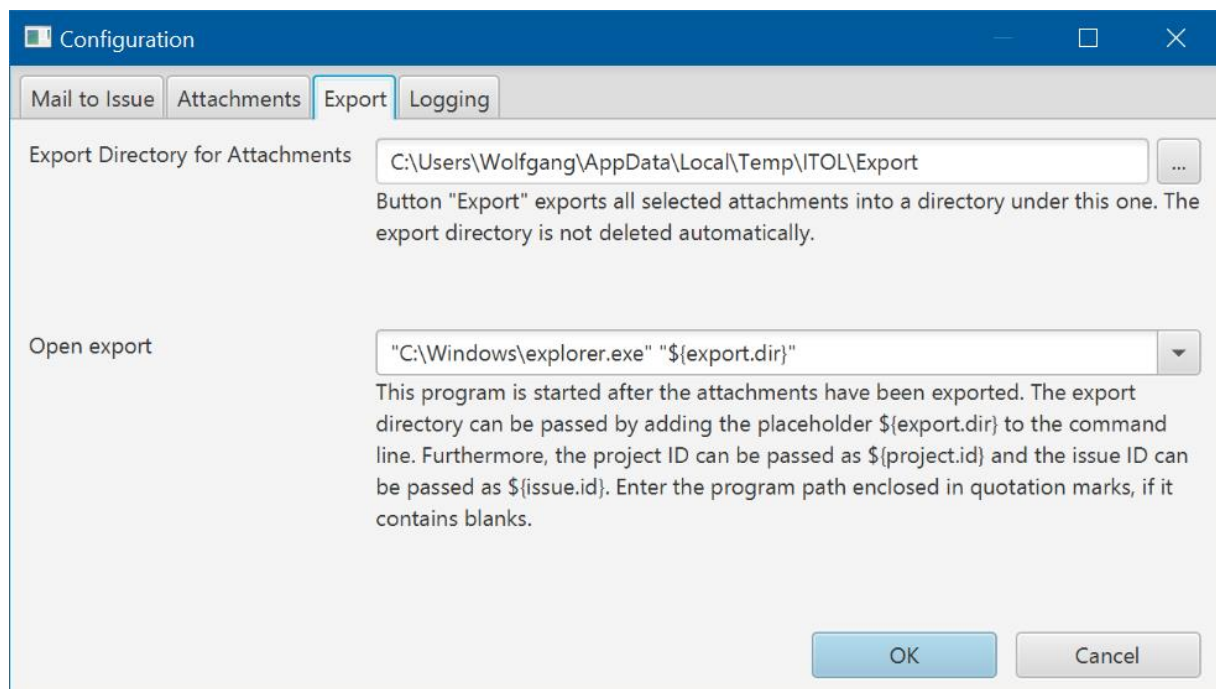 Configuration
Mail to Issue Attachments Export Logging
Export Directory for Attachments C:\Users\Wolfgang\AppData\Local\Temp\ITOL\Export ...
Button "Export" exports all selected attachments into a directory under this one. The
export directory is not deleted automatically.
Open export "C:\Windows\explorer.exe" "${export.dir}"
This program is started after the attachments have been exported. The export
directory can be passed by adding the placeholder ${export.dir} to the command
line. Furthermore, the project ID can be passed as ${project.id} and the issue ID can
be passed as ${issue.id}. Enter the program path enclosed in quotation marks, if it
contains blanks.
OK Cancel